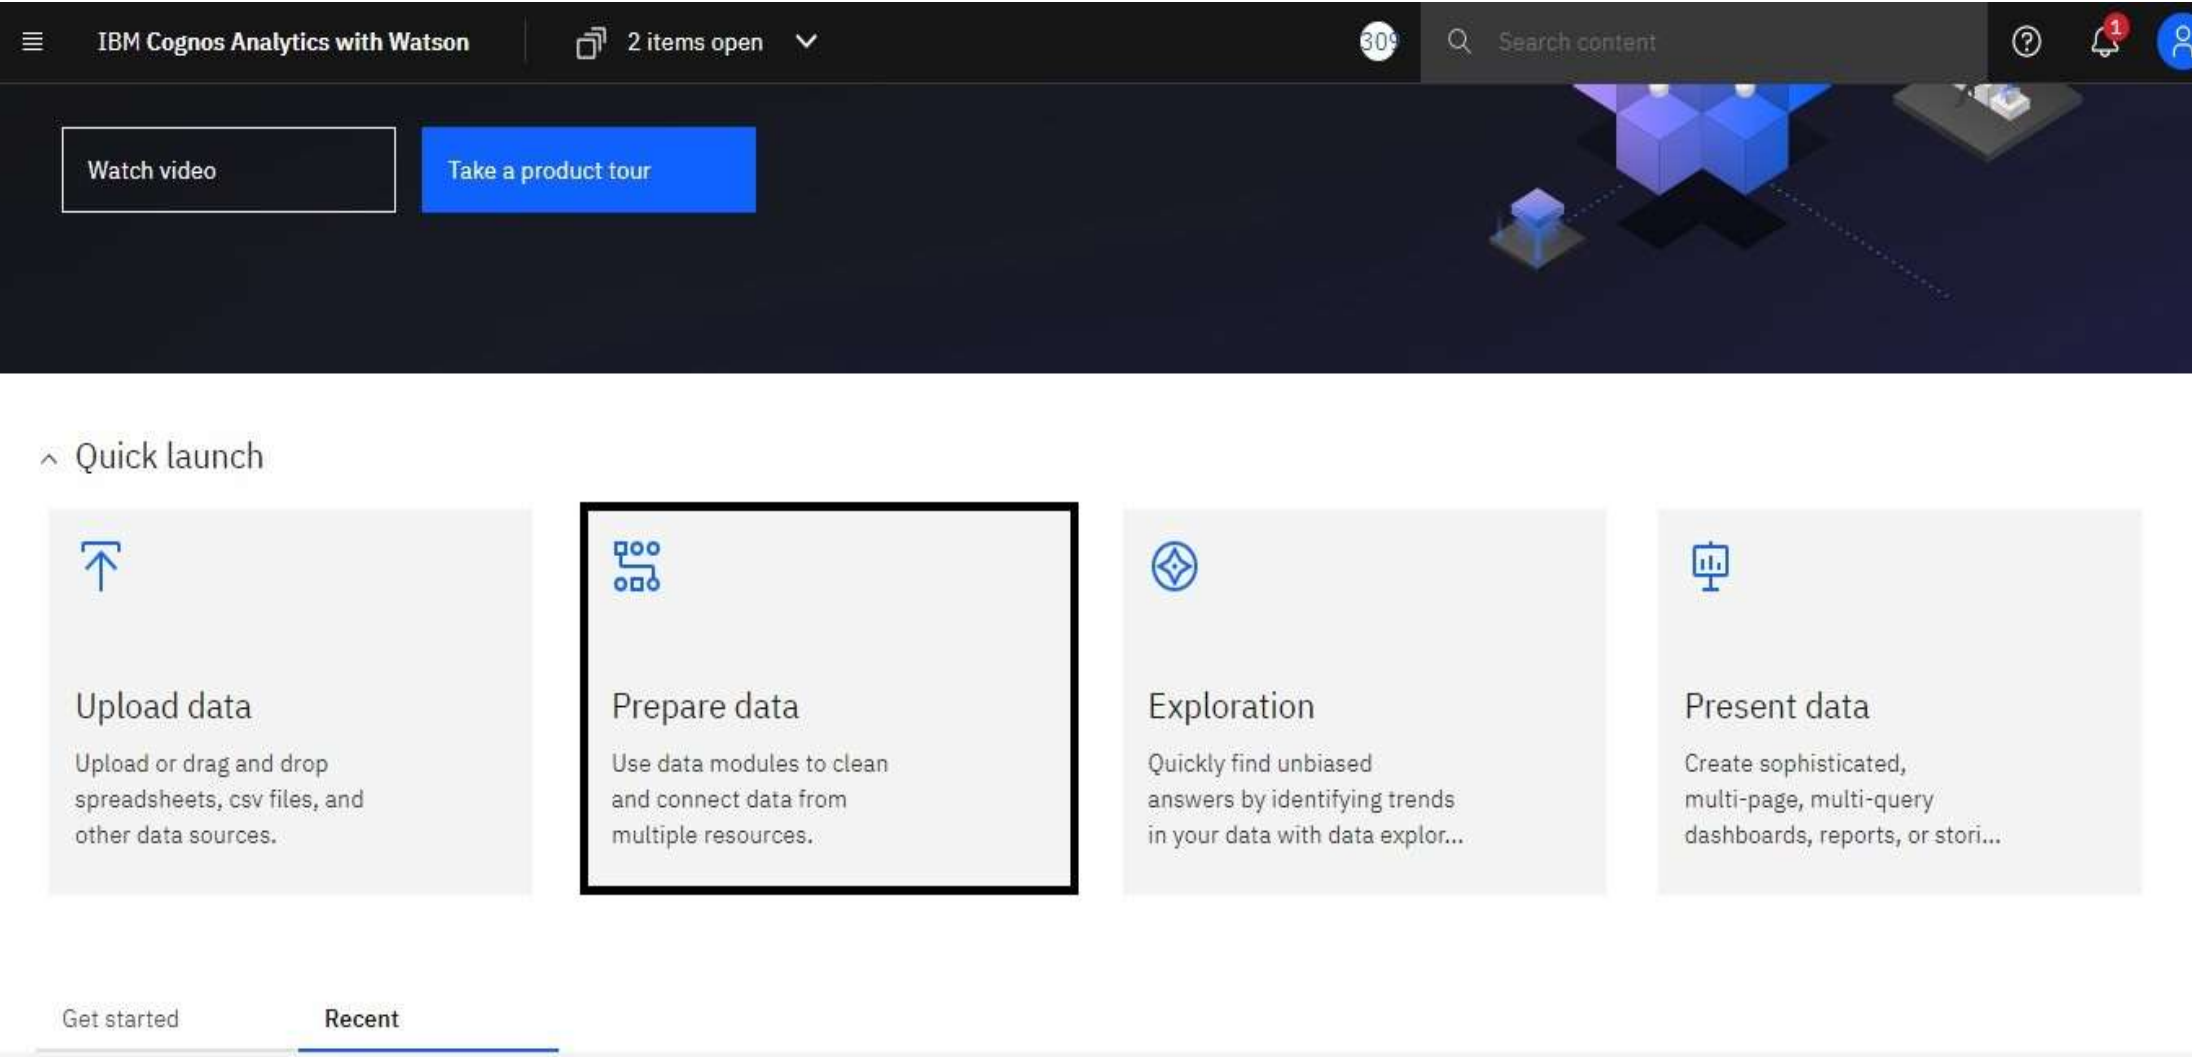 IBM Cognos Analytics with Watson
2 items open
Search content
1
Watch video
Take a product tour
Quick launch
Upload data
Upload or drag and drop
spreadsheets, csv files, and
other data sources.
Prepare data
Use data modules to clean
and connect data from
multiple resources.
Exploration
Quickly find unbiased
answers by identifying trends
in your data with data explor...
Present data
Create sophisticated,
multi-page, multi-query
dashboards, reports, or stori...
Get started
Recent